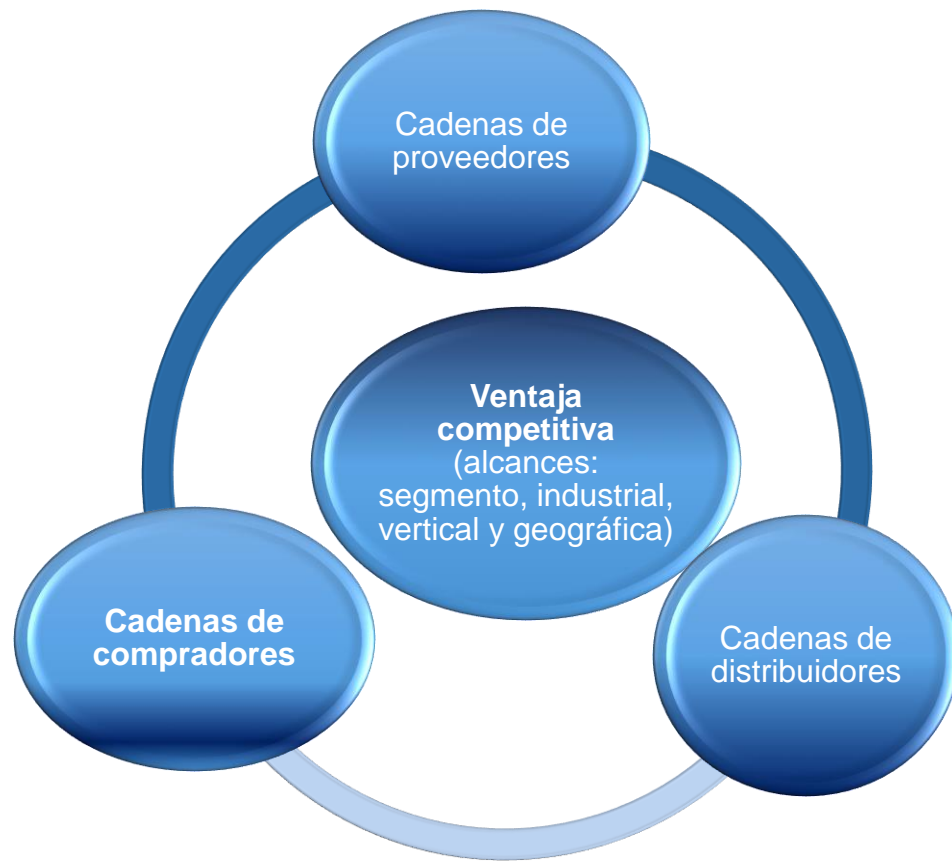 Cadenas de
proveedores
Ventaja
competitiva
(alcances:
segmento, industrial,
vertical y geográfica)
Cadenas de
compradores
Cadenas de
distribuidores